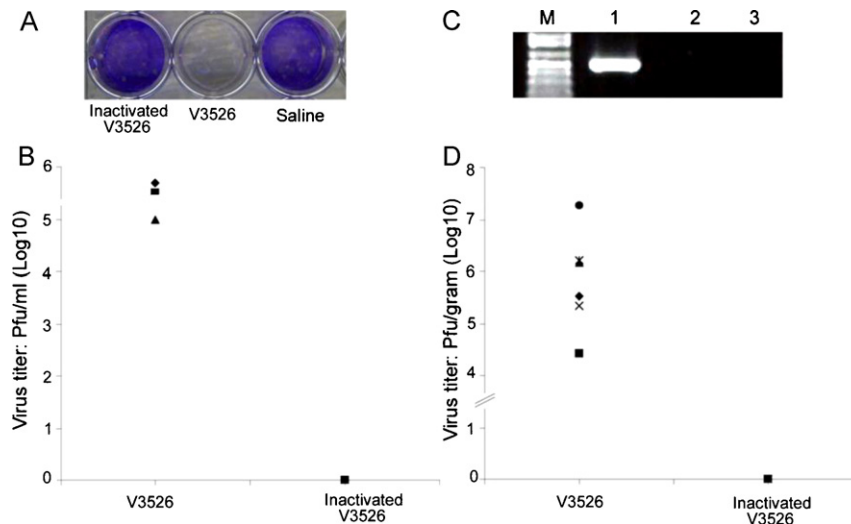 A
Inactivated
V3526
V3526
Saline
B
Virus titer: Pfu/ml (Log10)
6
5
4
3
2
1
0
V3526
Inactivated
V3526
C
M 1 2 3
D
Virus titer: Pfu/gram (Log10)
8
7
6
5
4
1
0
V3526
Inactivated
V3526